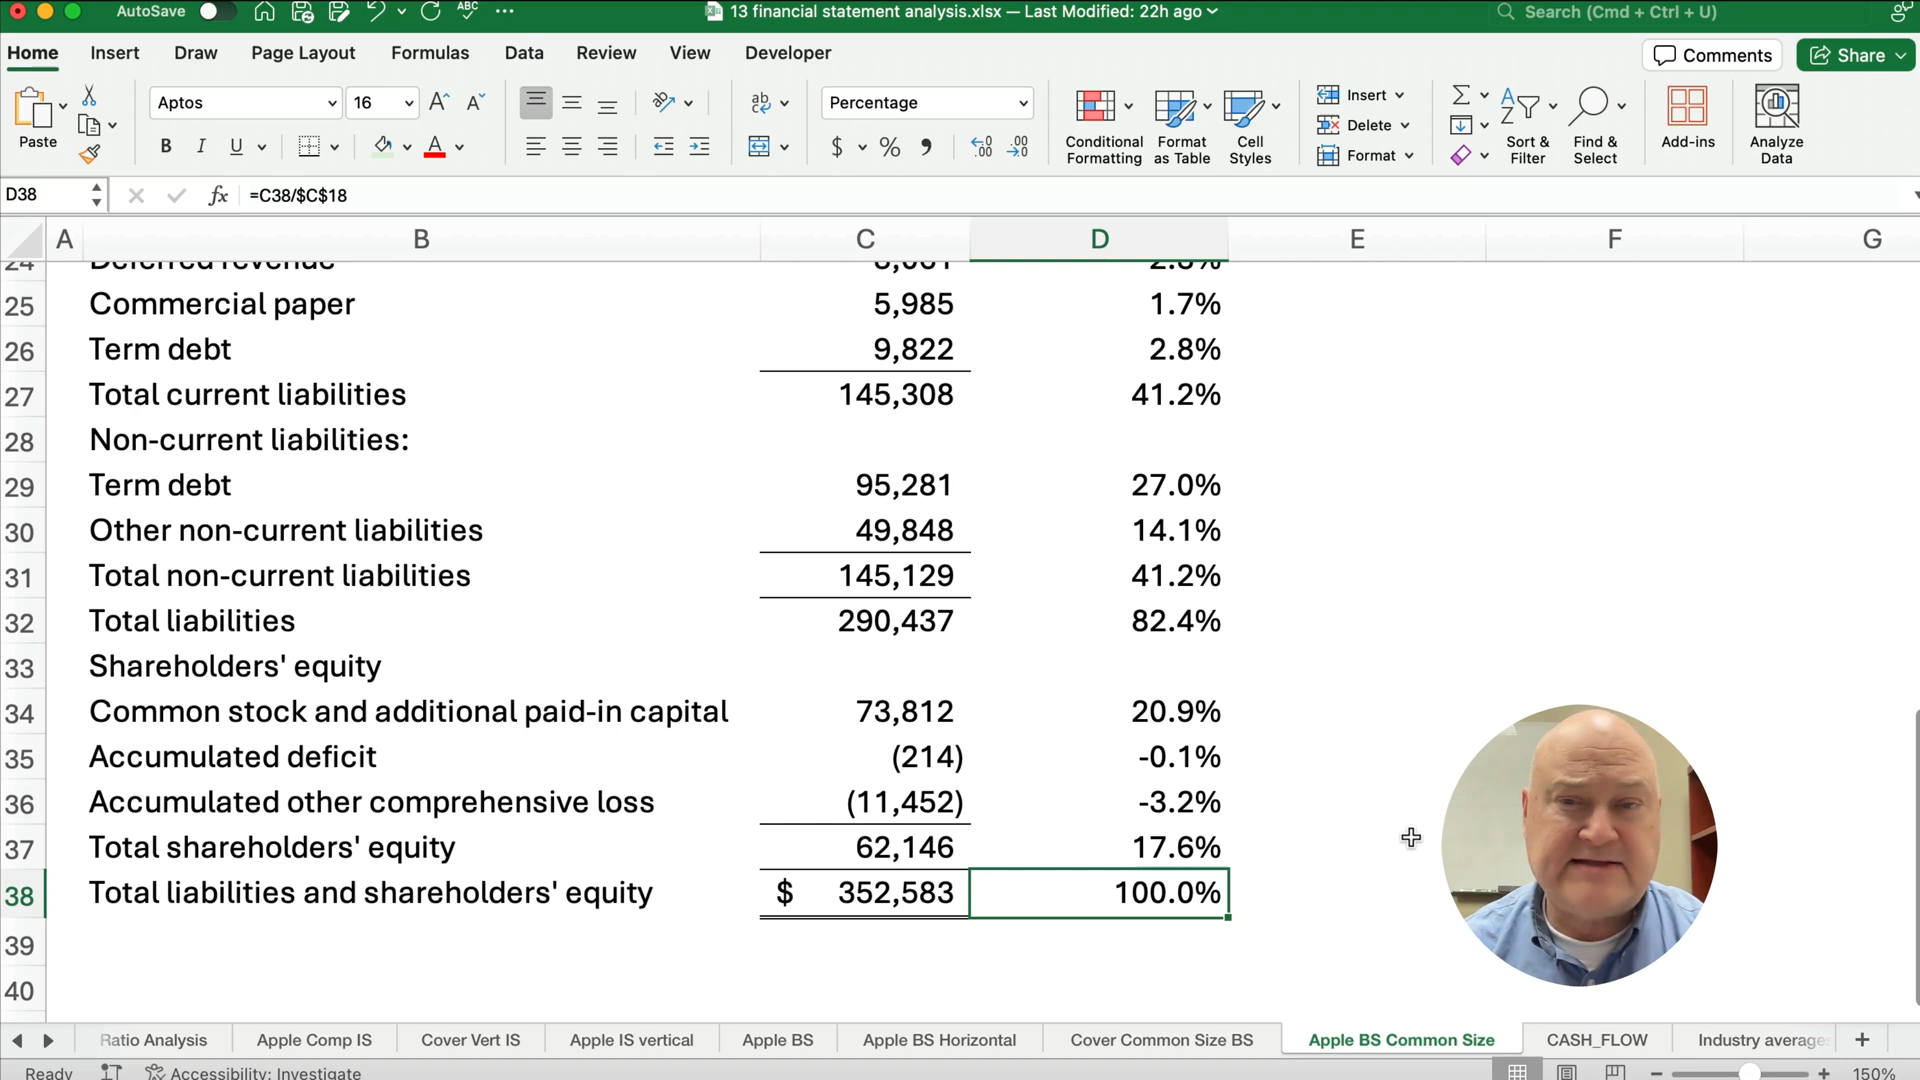 AutoSave
ABC
13 financial statement analysis.xlsx — Last Modified: 22h ago
Search (Cmd + Ctrl + U)
Home Insert Draw Page Layout Formulas Data Review View Developer
Comments
Share
Paste
Aptos
16
B I U A
ab
Percentage
$ % ,
Conditional Formatting
Format as Table
Cell Styles
Insert
Delete
Format
Sort & Filter
Find & Select
Add-ins
Analyze Data
D38
fx
=C38/$C$18
A B C D E F G
24 Deferred revenue
25 Commercial paper 5,985 1.7%
26 Term debt 9,822 2.8%
27 Total current liabilities 145,308 41.2%
28 Non-current liabilities:
29 Term debt 95,281 27.0%
30 Other non-current liabilities 49,848 14.1%
31 Total non-current liabilities 145,129 41.2%
32 Total liabilities 290,437 82.4%
33 Shareholders' equity
34 Common stock and additional paid-in capital 73,812 20.9%
35 Accumulated deficit (214) -0.1%
36 Accumulated other comprehensive loss (11,452) -3.2%
37 Total shareholders' equity 62,146 17.6%
38 Total liabilities and shareholders' equity $ 352,583 100.0%
39
40
Ratio Analysis Apple Comp IS Cover Vert IS Apple IS vertical Apple BS Apple BS Horizontal Cover Common Size BS Apple BS Common Size CASH_FLOW Industry average
Ready
Accessibility: Investigate
150%